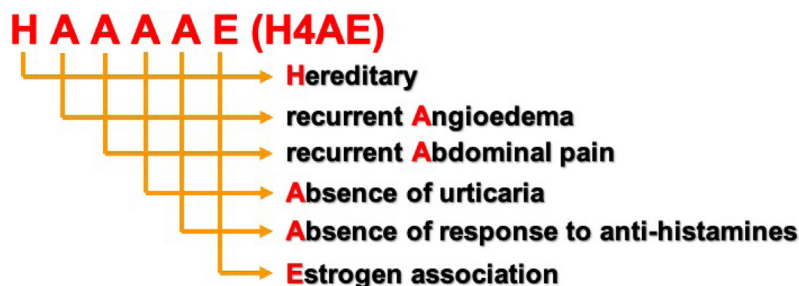 H A A A A E (H4AE)
Hereditary
recurrent Angioedema
recurrent Abdominal pain
Absence of urticaria
Absence of response to anti-histamines
Estrogen association